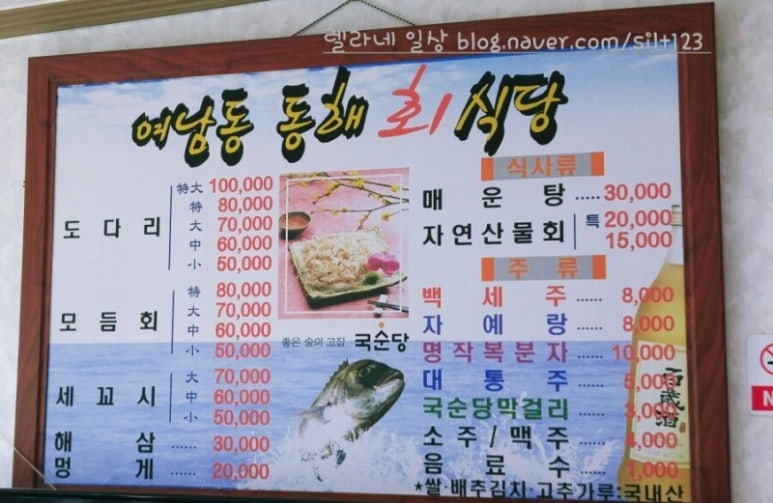 렐라네 일상 blog.naver.com/silt123
여남동 동해 회 식당
도다리
特大 100,000
特 80,000
大 70,000
中 60,000
小 50,000
모듬회
特 80,000
大 70,000
中 60,000
小 50,000
세꼬시
大 70,000
中 60,000
小 50,000
해삼 ...... 30,000
멍게 ...... 20,000
좋은 술의 고집 국순당
식사류
매운탕 ..... 30,000
자연산물회 특 20,000
15,000
주류
백세주 ...... 8,000
자예랑 ...... 8,000
명작복분자 ...... 10,000
대통주 ...... 5,000
국순당막걸리 ...... 3,000
소주/맥주 ...... 4,000
음료수 ...... 1,000
*쌀·배추김치·고추가루:국내산
百歲酒
N